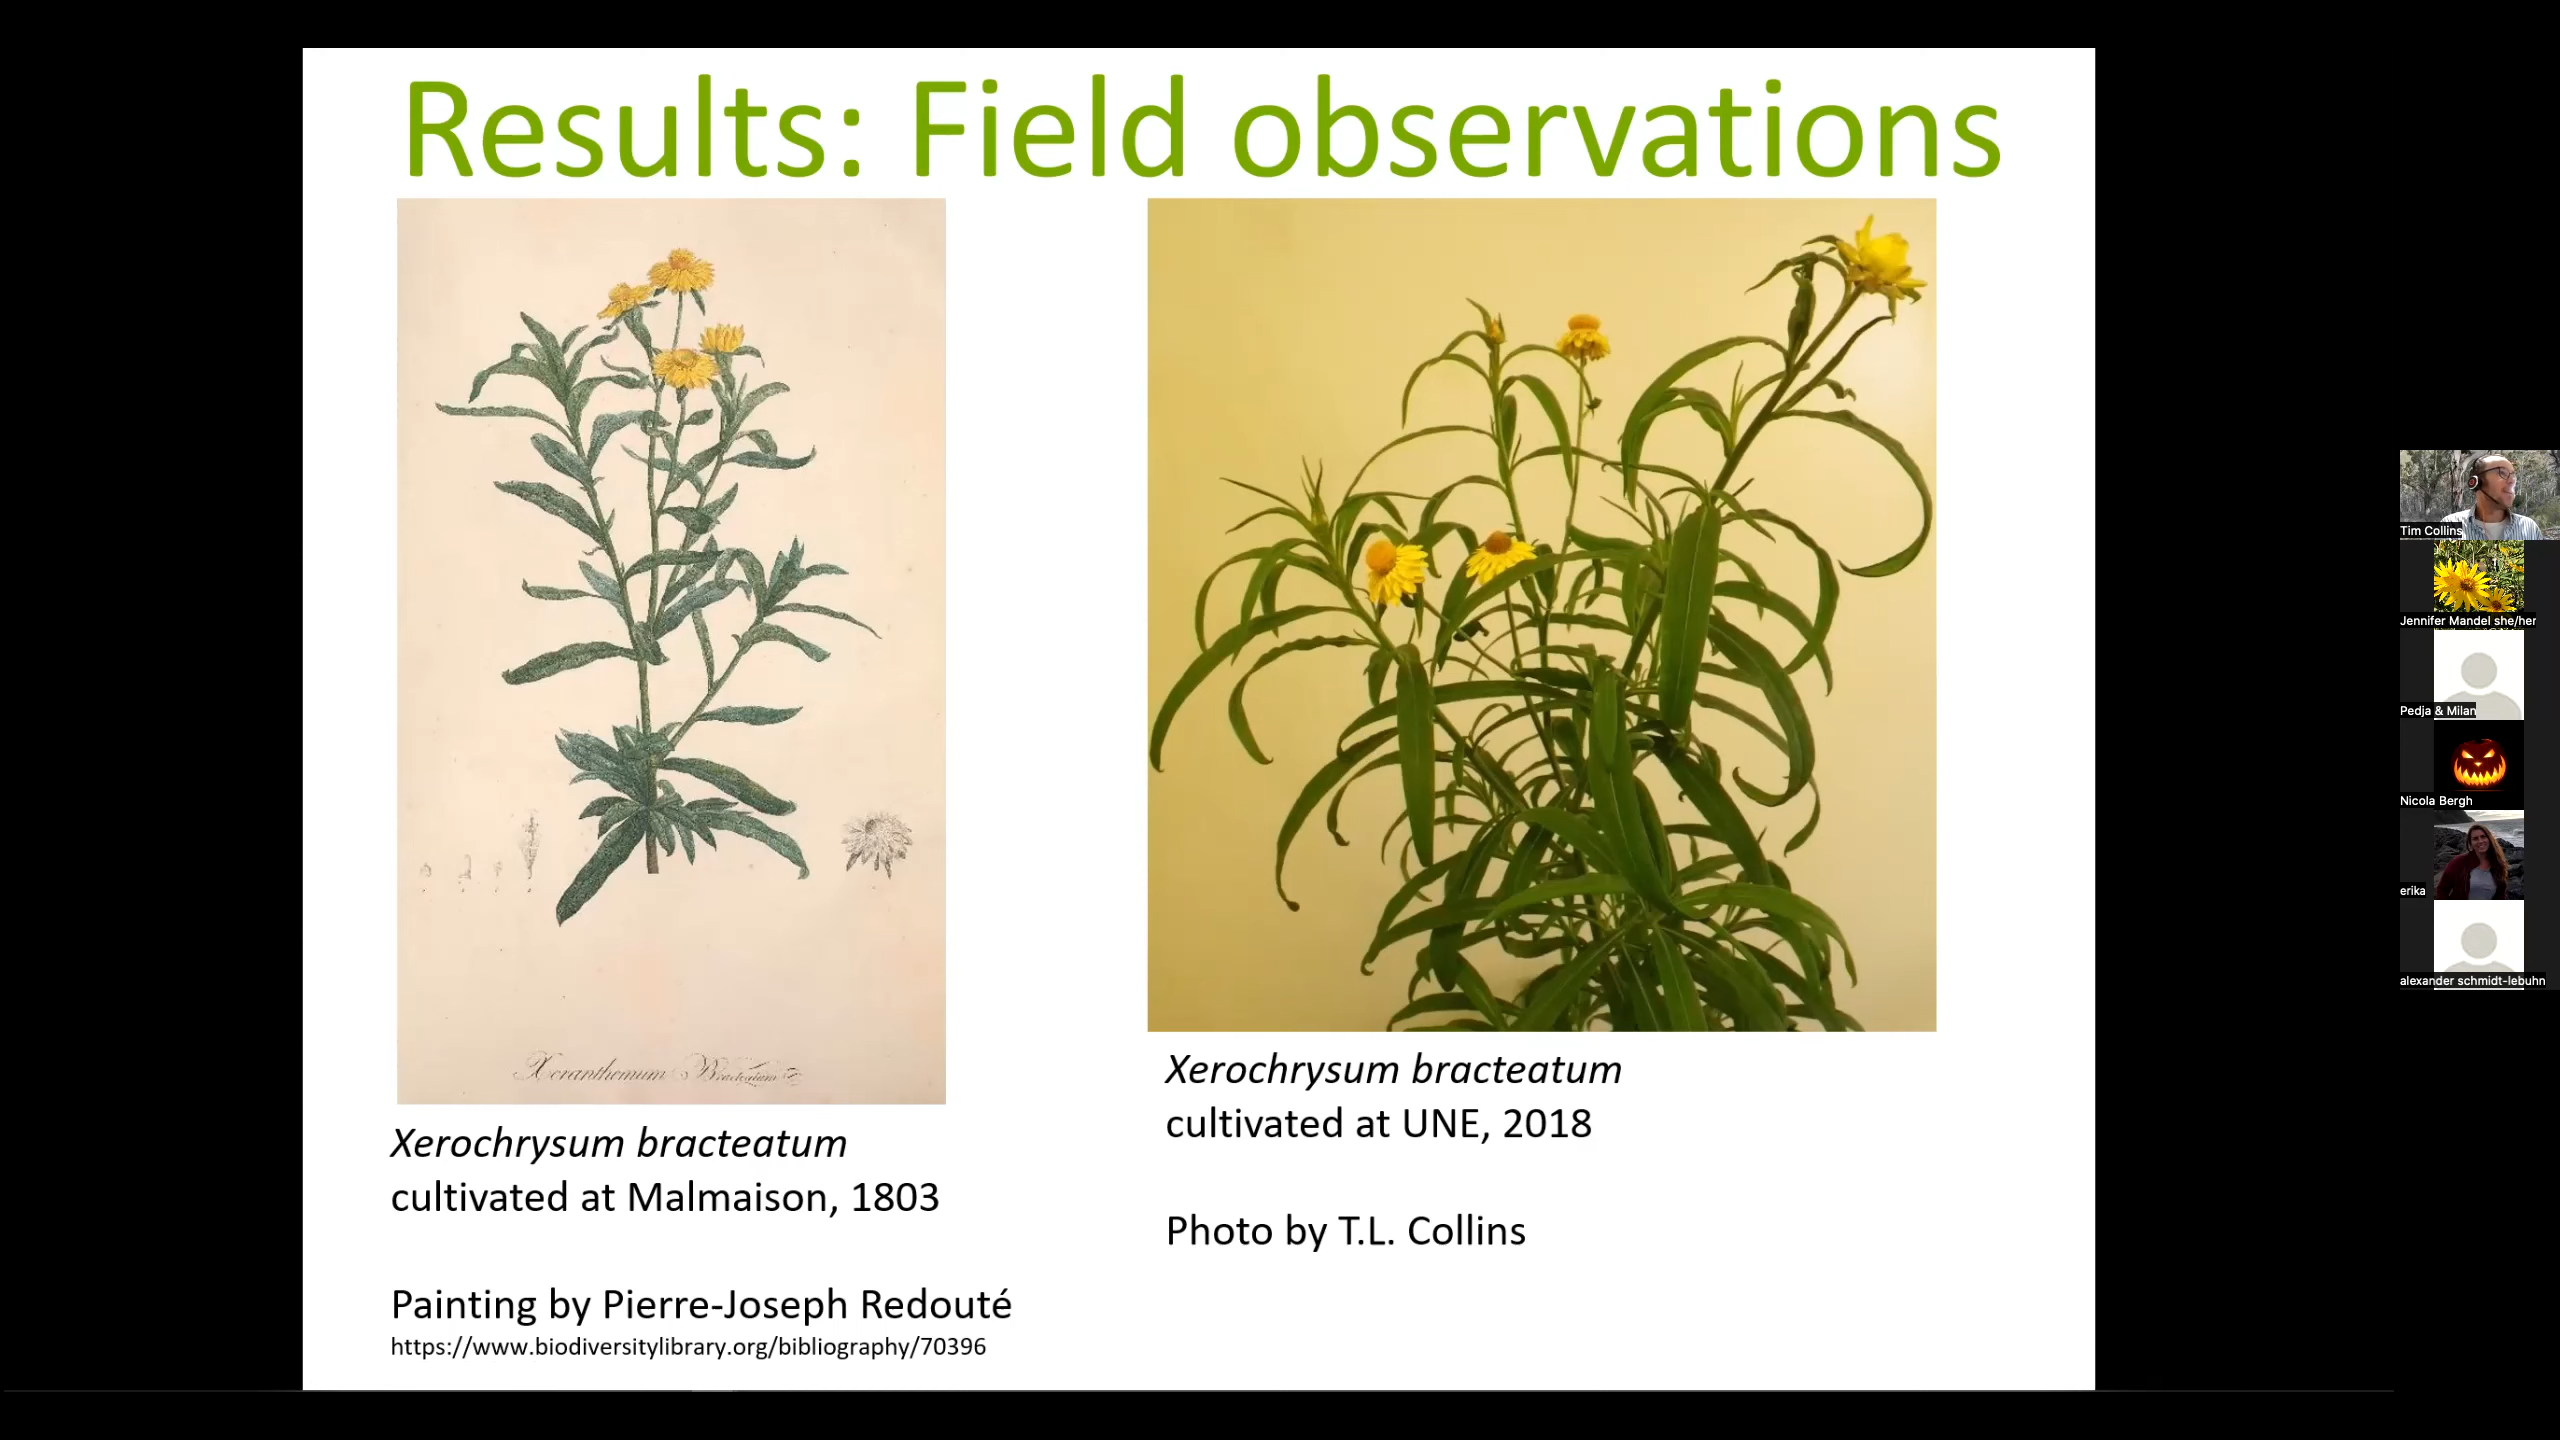 Results: Field observations
Xeranthemum Bracteatum
Xerochrysum bracteatum
cultivated at Malmaison, 1803
Painting by Pierre-Joseph Redouté
https://www.biodiversitylibrary.org/bibliography/70396
Xerochrysum bracteatum
cultivated at UNE, 2018
Photo by T.L. Collins
Tim Collins
Jennifer Mandel she/her
Pedja & Milan
Nicola Bergh
erika
alexander schmidt-lebuhn